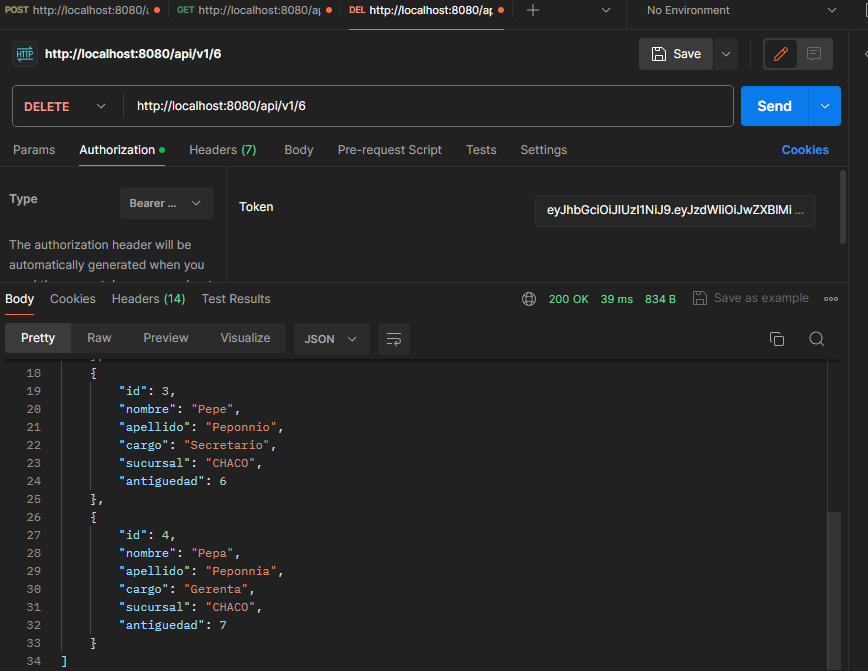 POST http://localhost:8080/a
GET http://localhost:8080/ap
DEL http://localhost:8080/ap
No Environment
HTTP http://localhost:8080/api/v1/6
Save
DELETE http://localhost:8080/api/v1/6 Send
Params Authorization Headers (7) Body Pre-request Script Tests Settings Cookies
Type Bearer ... Token eyJhbGciOiJIUzI1NiJ9.eyJzdWIiOiJwZXBlMi ...
The authorization header will be
automatically generated when you
Body Cookies Headers (14) Test Results 200 OK 39 ms 834 B Save as example
Pretty Raw Preview Visualize JSON
18 {
19 "id": 3,
20 "nombre": "Pepe",
21 "apellido": "Peponnio",
22 "cargo": "Secretario",
23 "sucursal": "CHACO",
24 "antiguedad": 6
25 },
26 {
27 "id": 4,
28 "nombre": "Pepa",
29 "apellido": "Peponnia",
30 "cargo": "Gerenta",
31 "sucursal": "CHACO",
32 "antiguedad": 7
33 }
34 ]